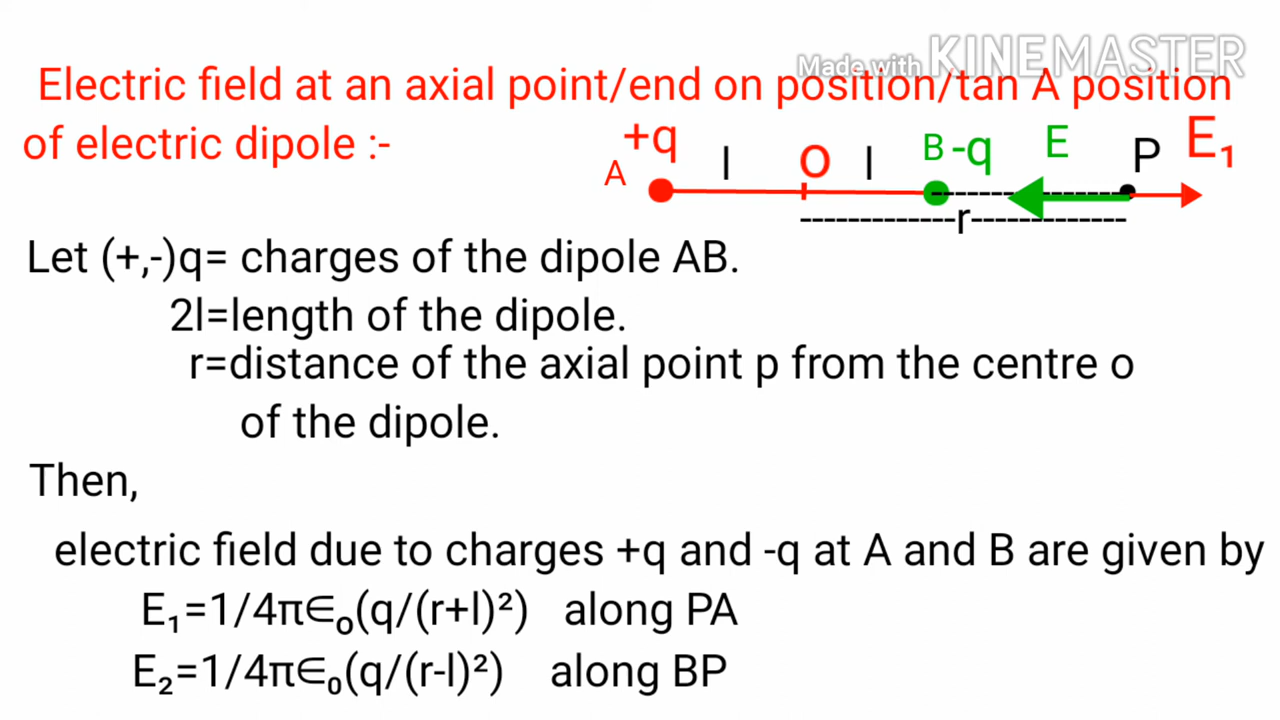 Made with KINEMASTER
Electric field at an axial point/end on position/tan A position
of electric dipole :-
+q B -q E P E₁
A l O l
r
Let (+,-)q= charges of the dipole AB.
2l=length of the dipole.
r=distance of the axial point p from the centre o
of the dipole.
Then,
electric field due to charges +q and -q at A and B are given by
E₁=1/4π∈₀(q/(r+l)²) along PA
E₂=1/4π∈₀(q/(r-l)²) along BP